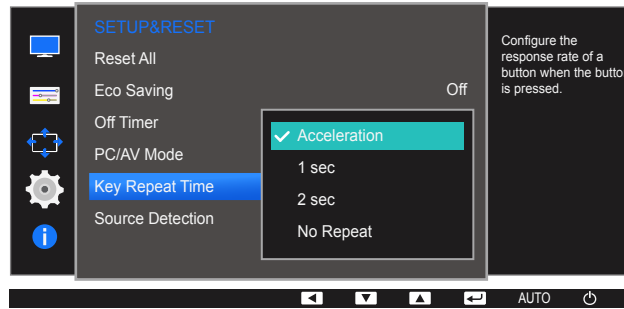 SETUP&RESET
Reset All
Eco Saving Off
Off Timer
PC/AV Mode
Key Repeat Time
Source Detection
Acceleration
1 sec
2 sec
No Repeat
Configure the
response rate of a
button when the butto
is pressed.
AUTO